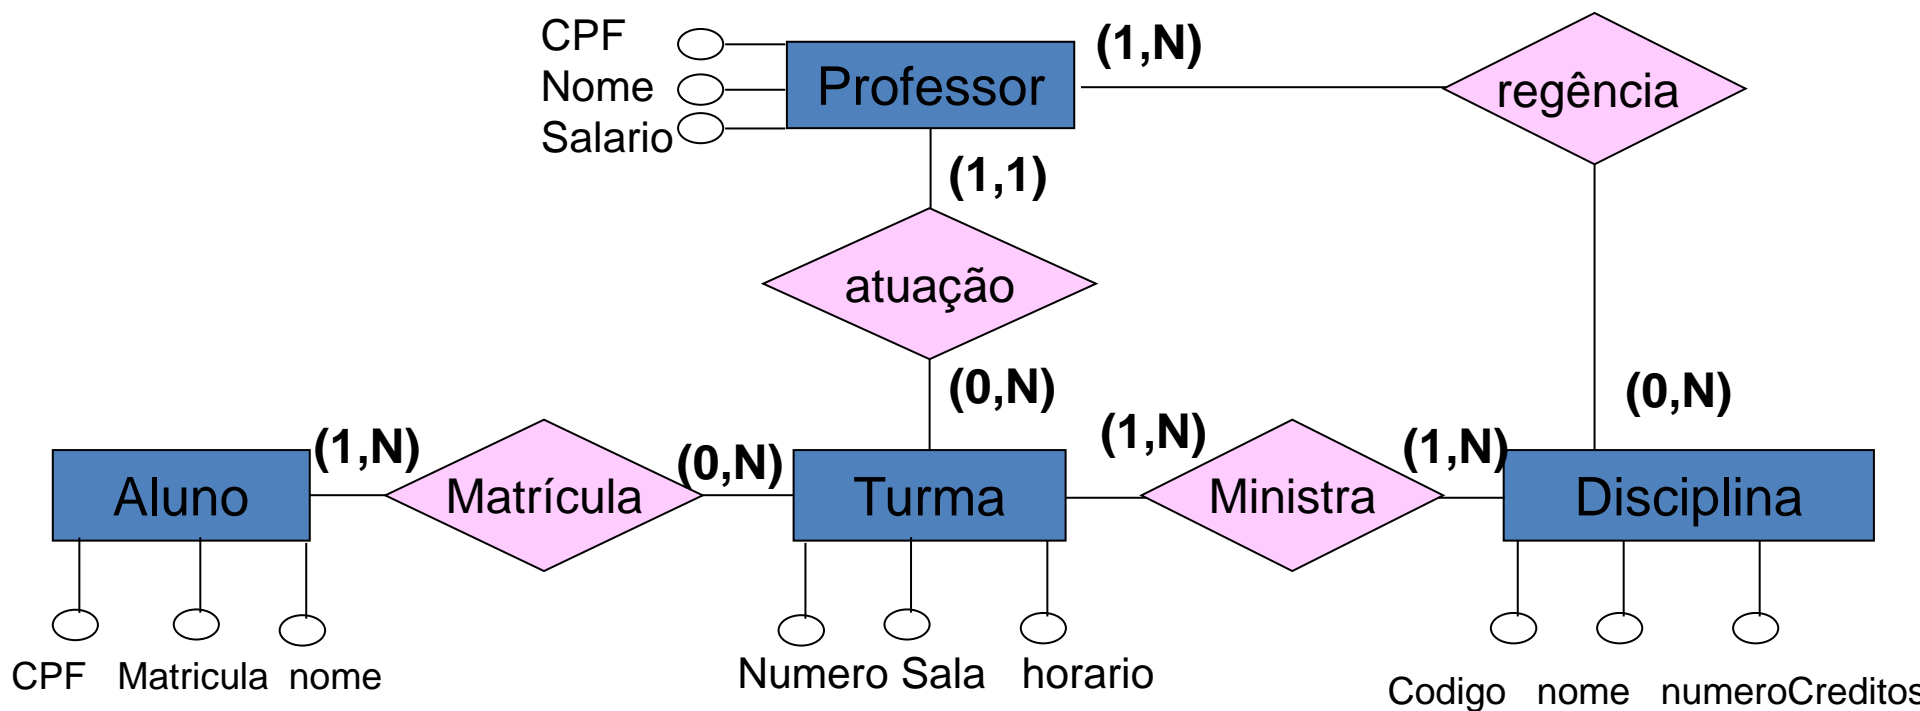 CPF
Nome
Salario
Professor
(1,N)
regência
(1,1)
atuação
(0,N)
(0,N)
(1,N)
(0,N)
(1,N)
(1,N)
Aluno
Matrícula
Turma
Ministra
Disciplina
CPF Matricula nome
Numero Sala horario
Codigo nome numeroCreditos